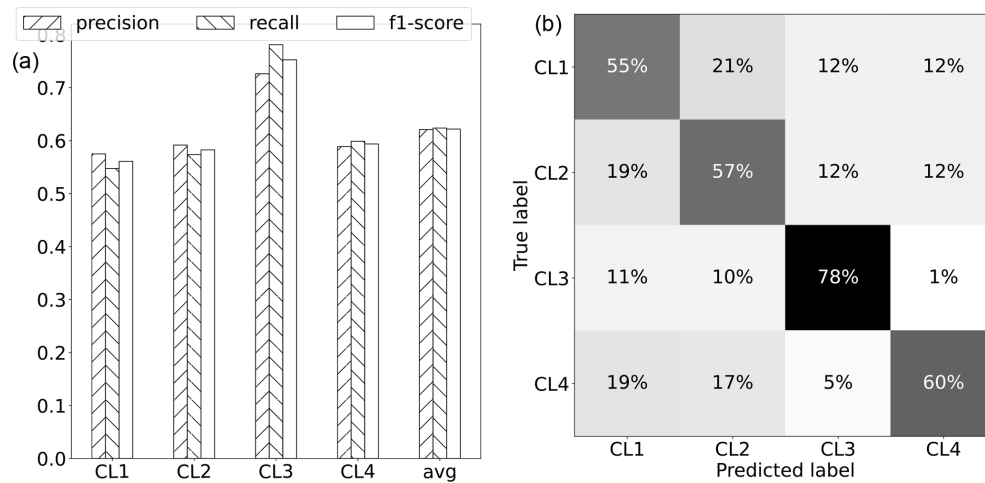 precision recall f1-score
(a)
0.8
0.7
0.6
0.5
0.4
0.3
0.2
0.1
0.0
CL1 CL2 CL3 CL4 avg
(b)
True label
CL1 55% 21% 12% 12%
CL2 19% 57% 12% 12%
CL3 11% 10% 78% 1%
CL4 19% 17% 5% 60%
CL1 CL2 CL3 CL4
Predicted label